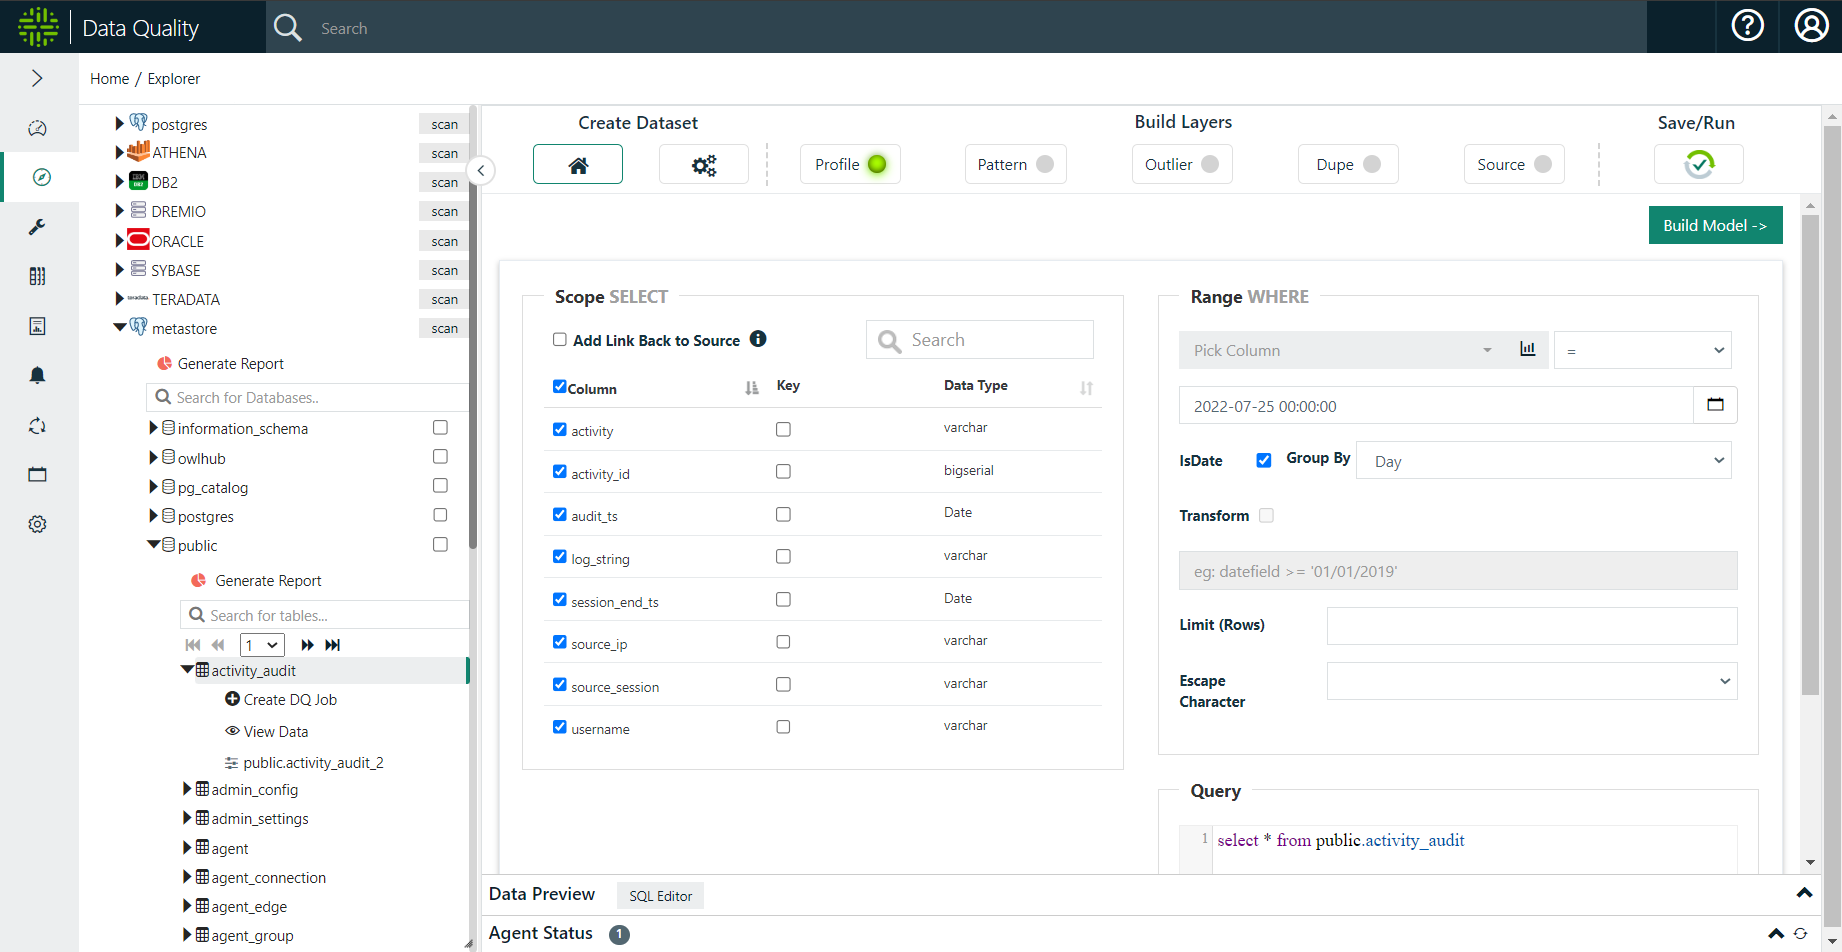 Data Quality
Search
Home / Explorer
postgres scan
ATHENA scan
DB2 scan
DREMIO scan
ORACLE scan
SYBASE scan
teradata. TERADATA scan
metastore scan
Generate Report
Search for Databases..
information_schema
owlhub
pg_catalog
postgres
public
Generate Report
Search for tables...
1
activity_audit
Create DQ Job
View Data
public.activity_audit_2
admin_config
admin_settings
agent
agent_connection
agent_edge
agent_group
Create Dataset
Build Layers
Save/Run
Profile
Pattern
Outlier
Dupe
Source
Build Model ->
Scope SELECT
Add Link Back to Source
Search
Column Key Data Type
activity varchar
activity_id bigserial
audit_ts Date
log_string varchar
session_end_ts Date
source_ip varchar
source_session varchar
username varchar
Range WHERE
Pick Column =
2022-07-25 00:00:00
IsDate Group By Day
Transform
eg: datefield >= '01/01/2019'
Limit (Rows)
Escape
Character
Query
1 select * from public.activity_audit
Data Preview SQL Editor
Agent Status 1